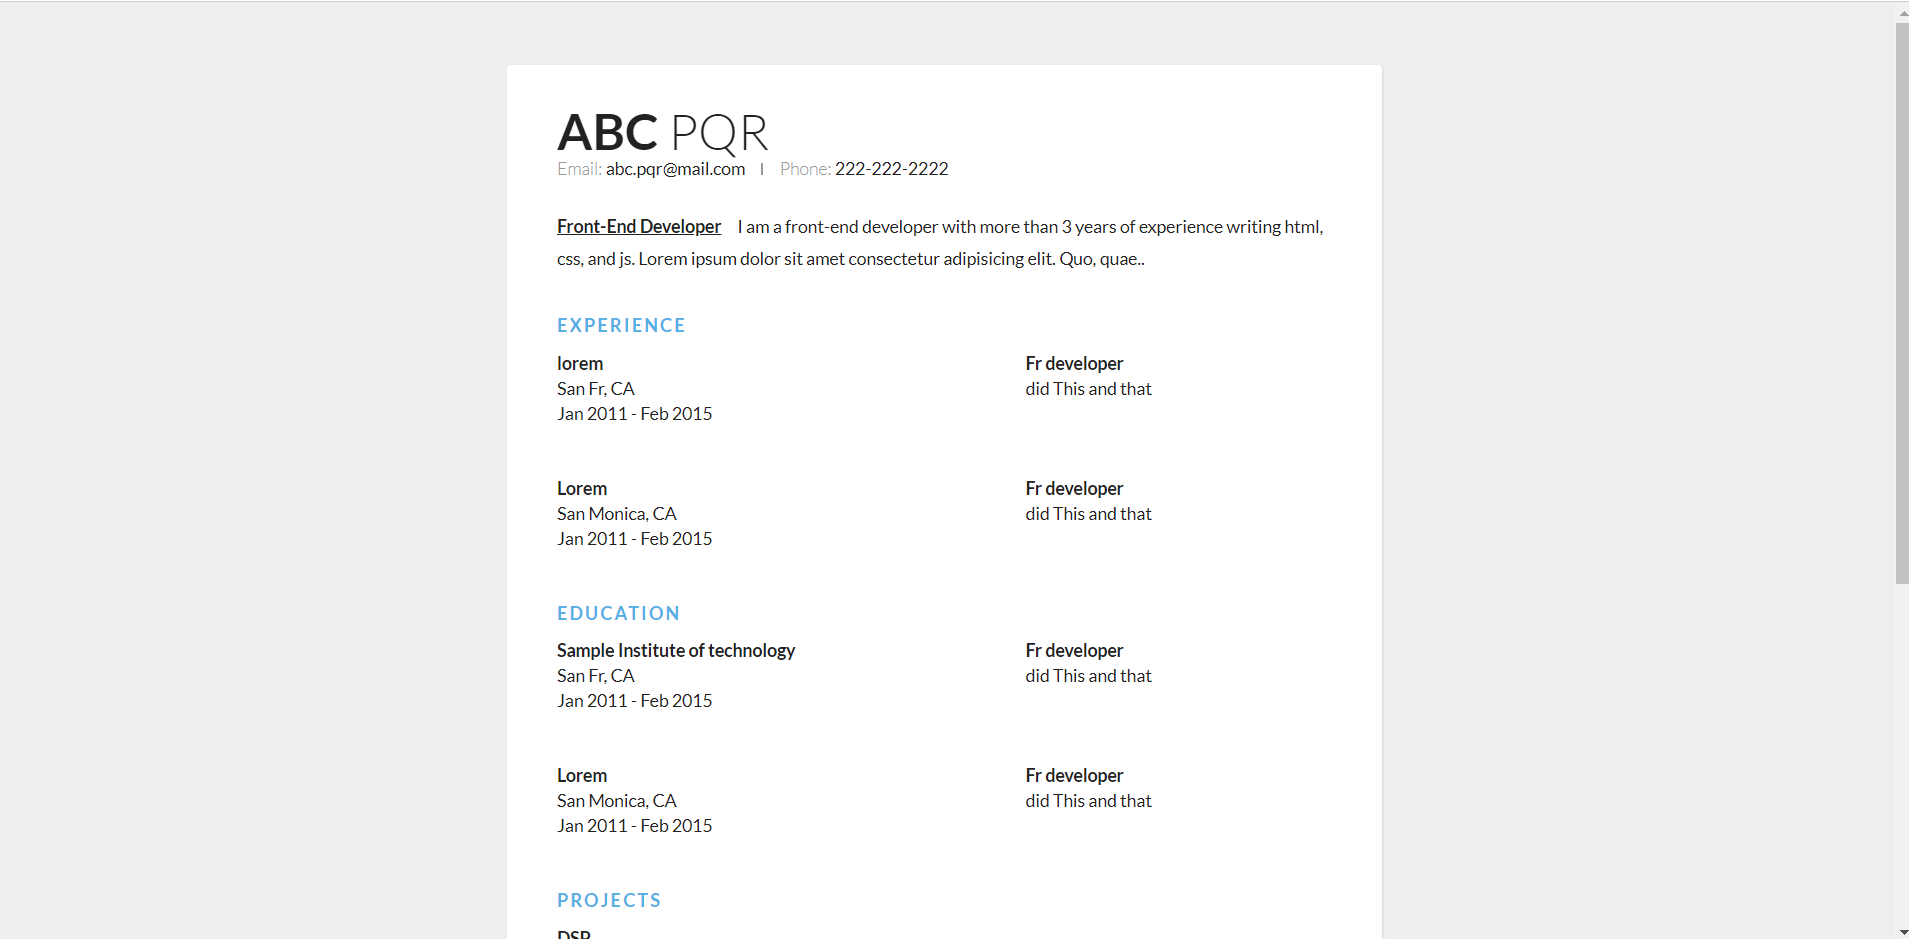 ABC PQR
Email: abc.pqr@mail.com | Phone: 222-222-2222
Front-End Developer I am a front-end developer with more than 3 years of experience writing html,
css, and js. Lorem ipsum dolor sit amet consectetur adipisicing elit. Quo, quae..
EXPERIENCE
lorem Fr developer
San Fr, CA did This and that
Jan 2011 - Feb 2015
Lorem Fr developer
San Monica, CA did This and that
Jan 2011 - Feb 2015
EDUCATION
Sample Institute of technology Fr developer
San Fr, CA did This and that
Jan 2011 - Feb 2015
Lorem Fr developer
San Monica, CA did This and that
Jan 2011 - Feb 2015
PROJECTS